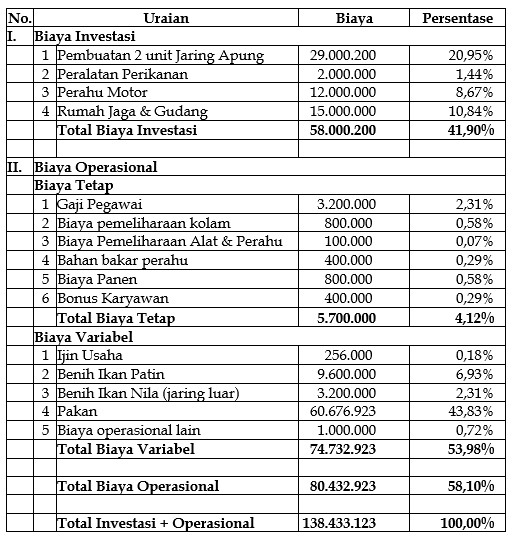 No. Uraian Biaya Persentase
I. Biaya Investasi
1 Pembuatan 2 unit Jaring Apung 29.000.200 20,95%
2 Peralatan Perikanan 2.000.000 1,44%
3 Perahu Motor 12.000.000 8,67%
4 Rumah Jaga & Gudang 15.000.000 10,84%
Total Biaya Investasi 58.000.200 41,90%
II. Biaya Operasional
Biaya Tetap
1 Gaji Pegawai 3.200.000 2,31%
2 Biaya pemeliharaan kolam 800.000 0,58%
3 Biaya Pemeliharaan Alat & Perahu 100.000 0,07%
4 Bahan bakar perahu 400.000 0,29%
5 Biaya Panen 800.000 0,58%
6 Bonus Karyawan 400.000 0,29%
Total Biaya Tetap 5.700.000 4,12%
Biaya Variabel
1 Ijin Usaha 256.000 0,18%
2 Benih Ikan Patin 9.600.000 6,93%
3 Benih Ikan Nila (jaring luar) 3.200.000 2,31%
4 Pakan 60.676.923 43,83%
5 Biaya operasional lain 1.000.000 0,72%
Total Biaya Variabel 74.732.923 53,98%
Total Biaya Operasional 80.432.923 58,10%
Total Investasi + Operasional 138.433.123 100,00%